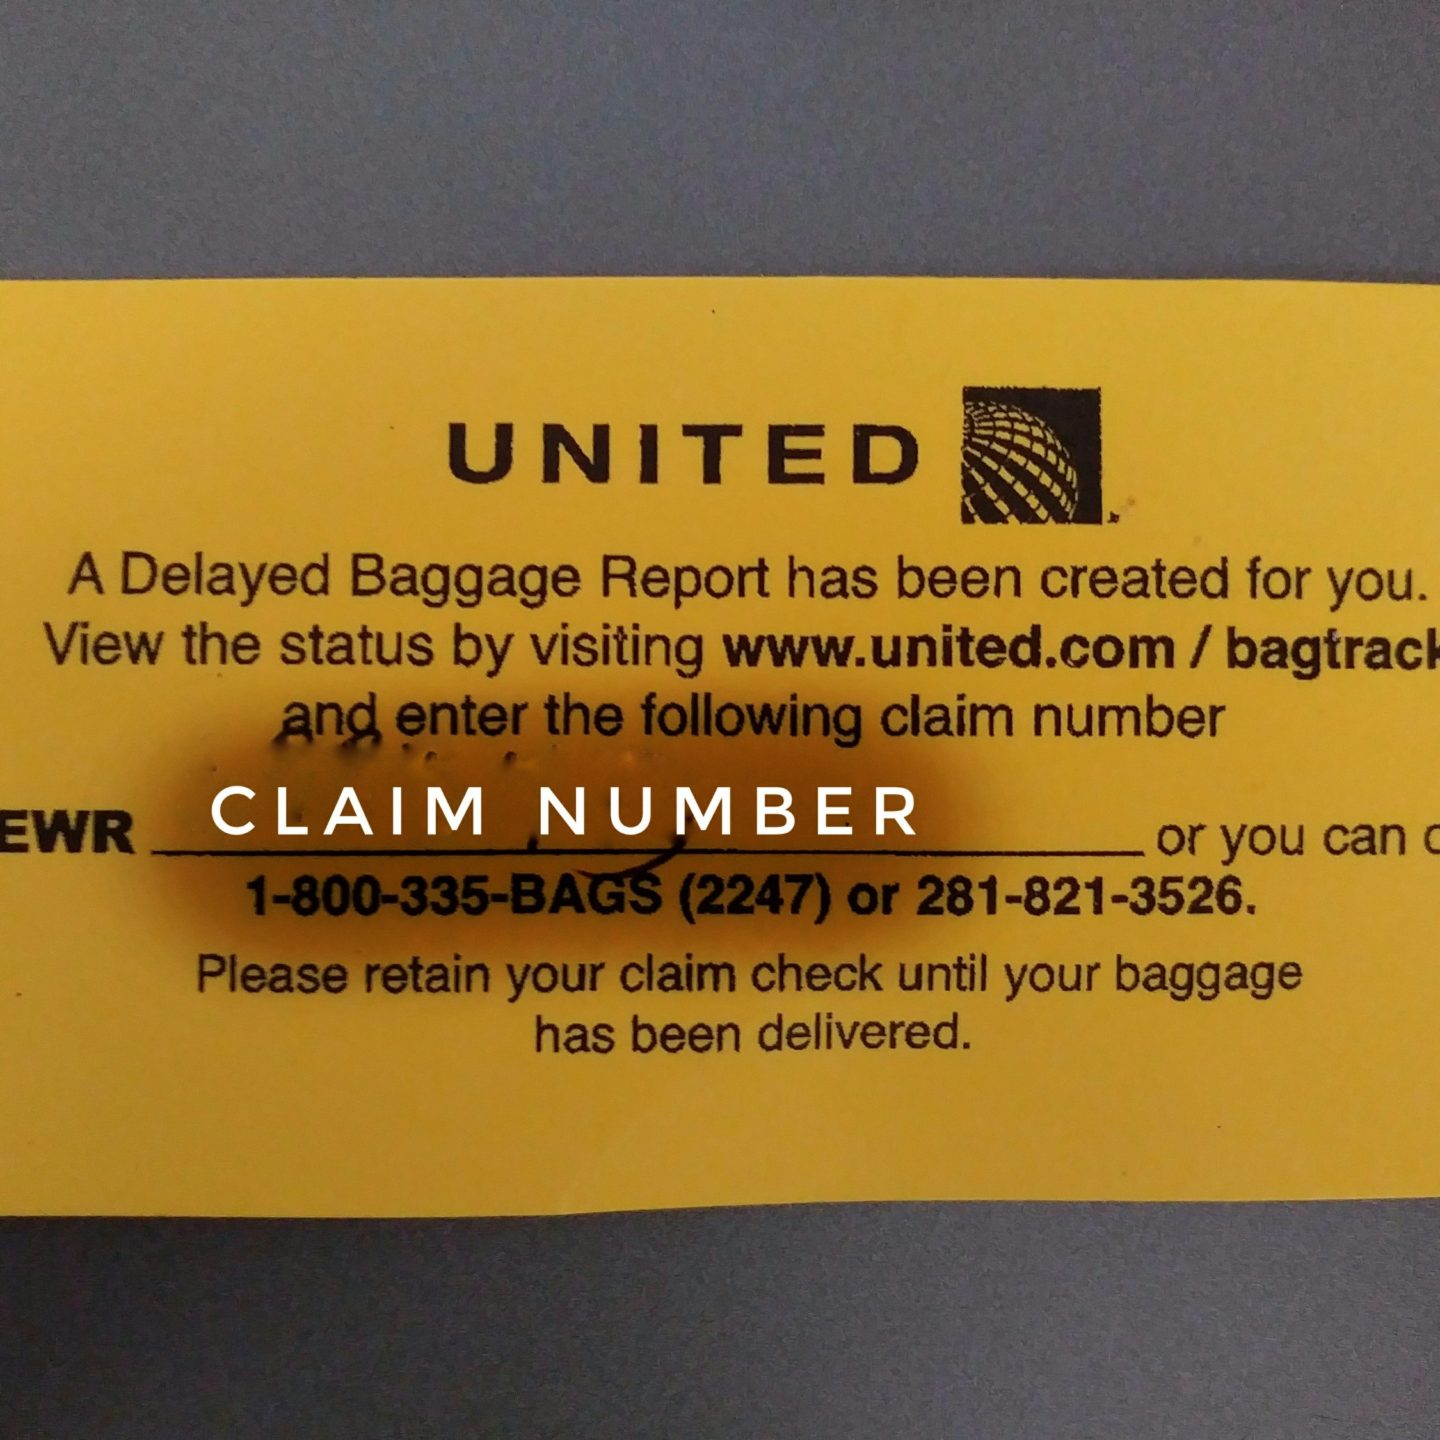 UNITED
A Delayed Baggage Report has been created for you.
View the status by visiting www.united.com / bagtrack
and enter the following claim number
EWR CLAIM NUMBER or you can c
1-800-335-BAGS (2247) or 281-821-3526.
Please retain your claim check until your baggage
has been delivered.